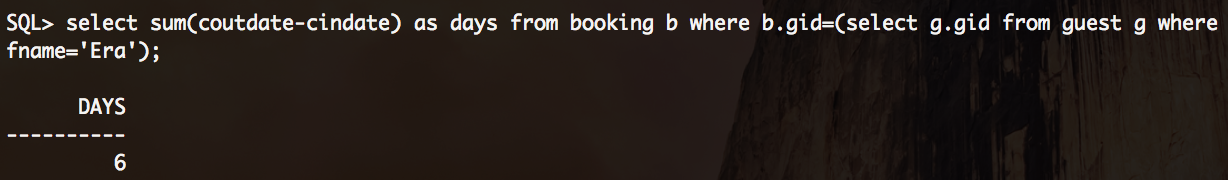 SQL> select sum(coutdate-cindate) as days from booking b where b.gid=(select g.gid from guest g where
fname='Era');
DAYS
----------
6